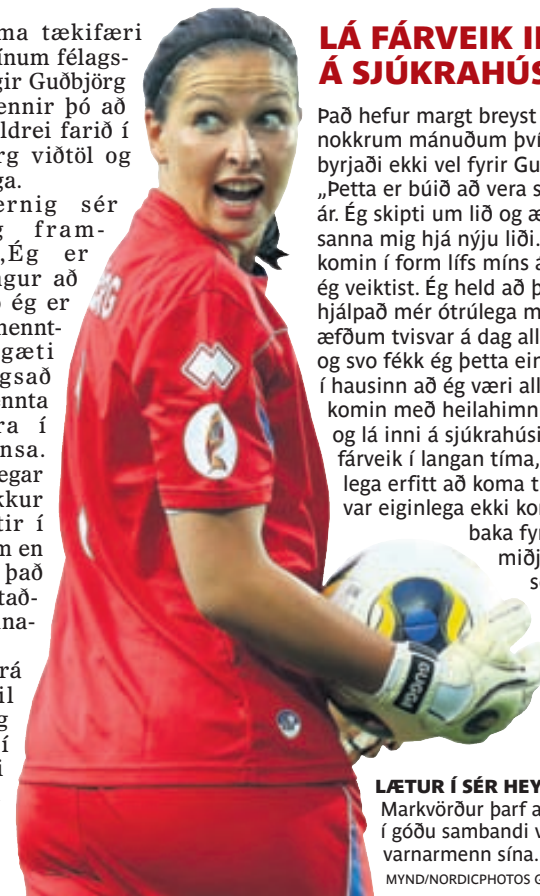 ma tækifæri
ínum félags-
gir Guðbjörg
ennir þó að
ldrei farið í
rg viðtöl og
ga.
ernig sér
g fram-
„Ég er
ngur að
ég er
mennt-
gæti
gsað
ennta
ra í
nsa.
egar
kkur
tir í
m en
það
tað-
na-
rá
il
g
í
i
LÁ FÁRVEIK I
Á SJÚKRAHÚS
Það hefur margt breyst
nokkrum mánuðum því
byrjaði ekki vel fyrir Gu
„Þetta er búið að vera s
ár. Ég skipti um lið og æ
sanna mig hjá nýju liði.
komin í form lífs míns á
ég veiktist. Ég held að þ
hjálpað mér ótrúlega m
æfðum tvisvar á dag all
og svo fékk ég þetta ein
í hausinn að ég væri all
komin með heilahimn
og lá inni á sjúkrahúsi
fárveik í langan tíma,
lega erfitt að koma t
var eiginlega ekki kor
baka fyr
miðj
s
GUGGI
LÆTUR Í SÉR HEY
Markvörður þarf a
í góðu sambandi v
varnarmenn sína.
MYND/NORDICPHOTOS G